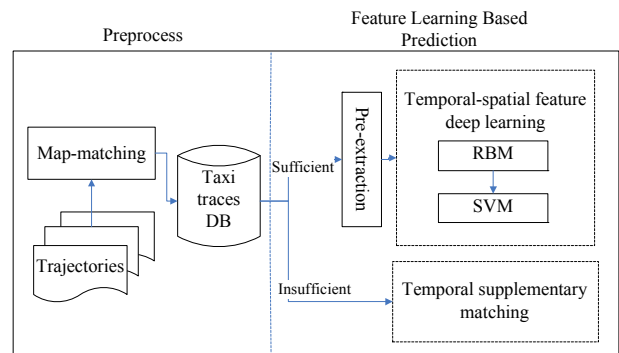 Preprocess
Feature Learning Based
Prediction
Map-matching
Trajectories
Taxi
traces
DB
Sufficient
Insufficient
Pre-extraction
Temporal-spatial feature
deep learning
RBM
SVM
Temporal supplementary
matching